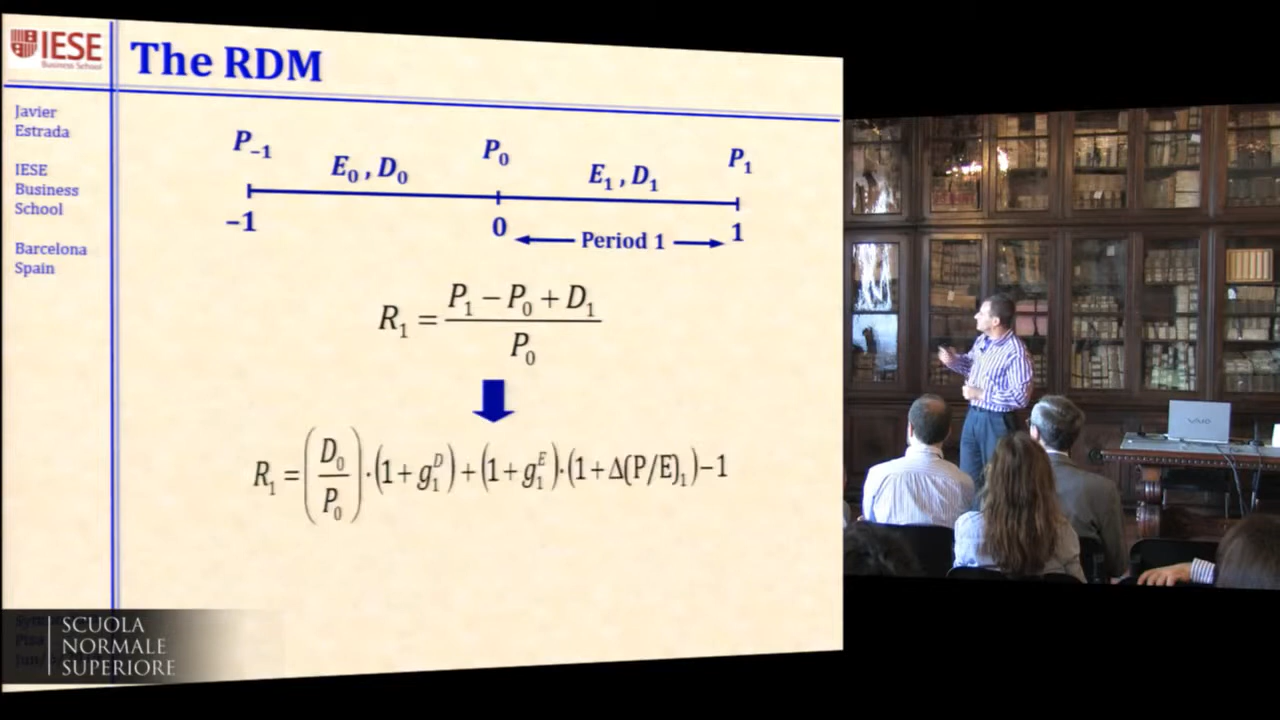 IESE
Business School
The RDM
Javier
Estrada
IESE
Business
School
Barcelona
Spain
P₋₁ P₀ P₁
E₀ , D₀ E₁ , D₁
−1 0 Period 1 1
R₁ = (P₁ − P₀ + D₁) / P₀
R₁ = (D₀ / P₀) · (1 + g₁ᴰ) + (1 + g₁ᴱ) · (1 + Δ(P/E)₁) − 1
SCUOLA
NORMALE
SUPERIORE
VAIO